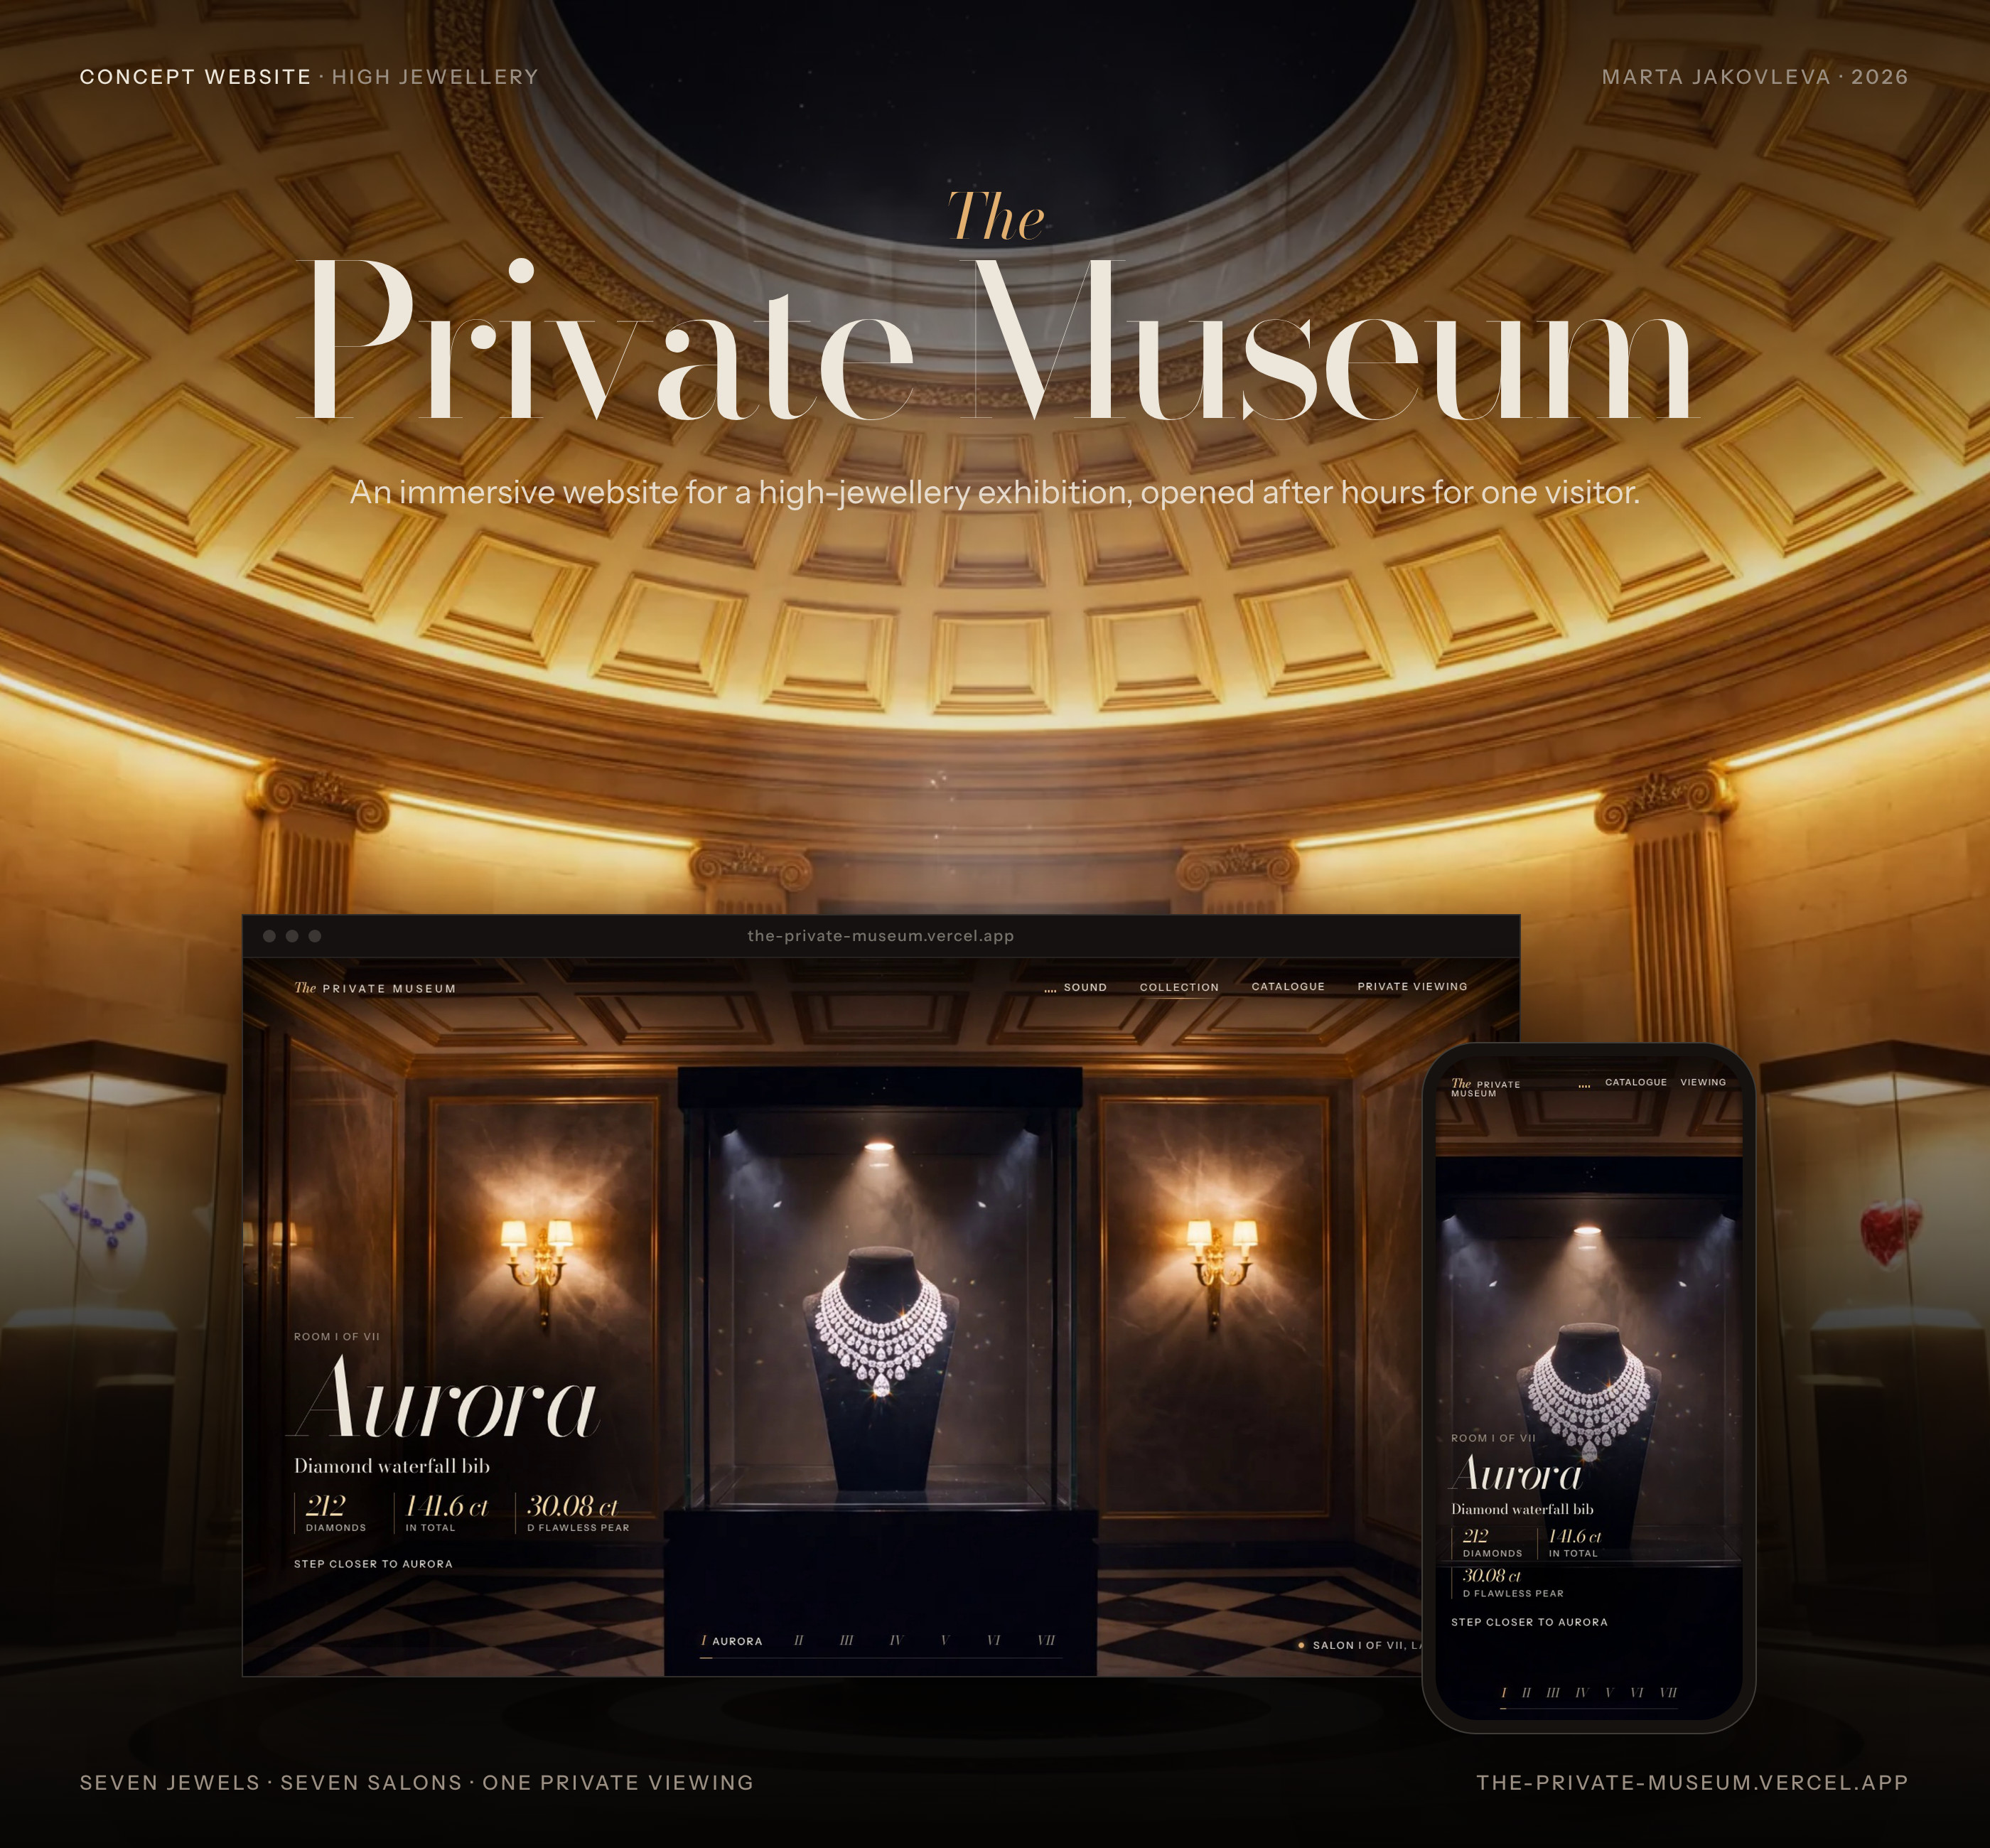 CONCEPT WEBSITE · HIGH JEWELLERY
MARTA JAKOVLEVA · 2026
The
Private Museum
An immersive website for a high-jewellery exhibition, opened after hours for one visitor.
the-private-museum.vercel.app
The PRIVATE MUSEUM
SOUND COLLECTION CATALOGUE PRIVATE VIEWING
ROOM I OF VII
Aurora
Diamond waterfall bib
212 141.6 ct 30.08 ct
DIAMONDS IN TOTAL D FLAWLESS PEAR
STEP CLOSER TO AURORA
I AURORA II III IV V VI VII
SALON I OF VII, LA
The PRIVATE
MUSEUM
CATALOGUE VIEWING
ROOM I OF VII
Aurora
Diamond waterfall bib
212 141.6 ct
DIAMONDS IN TOTAL
30.08 ct
D FLAWLESS PEAR
STEP CLOSER TO AURORA
I II III IV V VI VII
SEVEN JEWELS · SEVEN SALONS · ONE PRIVATE VIEWING
THE-PRIVATE-MUSEUM.VERCEL.APP